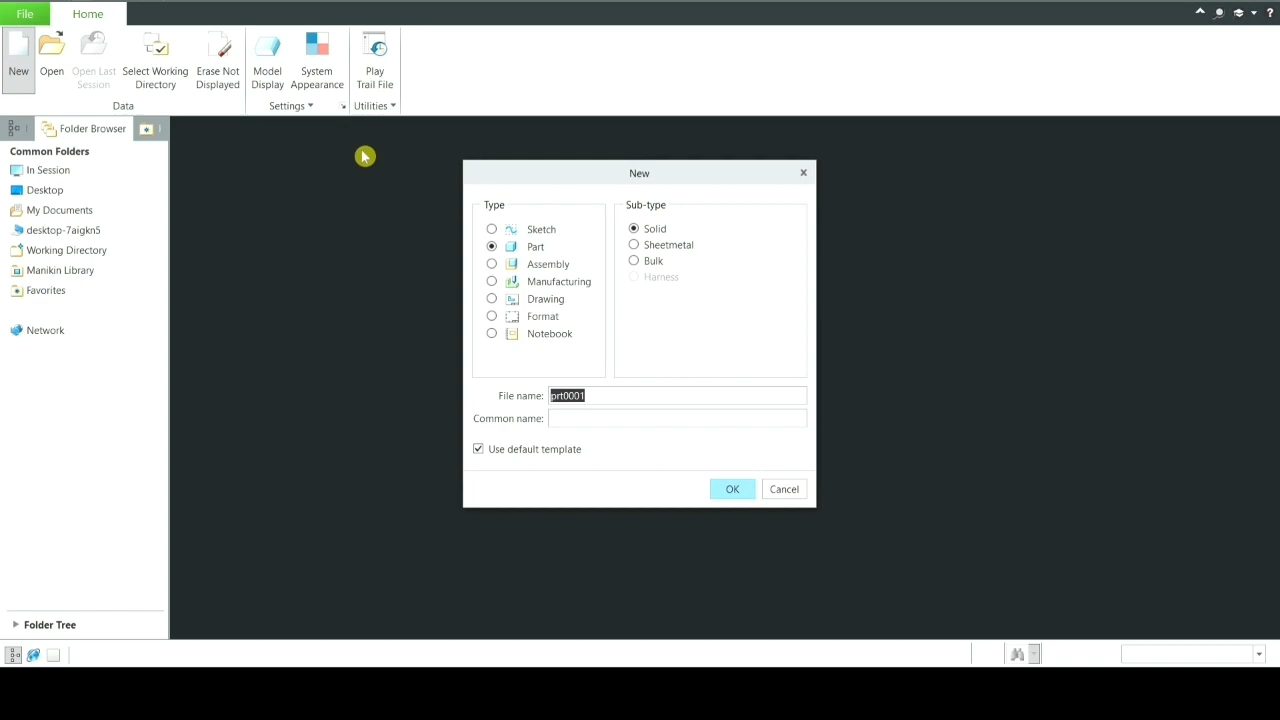 File Home ?
New Open Open Last Session Select Working Directory Erase Not Displayed Model Display System Appearance Play Trail File
Data Settings Utilities
Folder Browser
Common Folders
In Session
Desktop
My Documents
desktop-7aigkn5
Working Directory
Manikin Library
Favorites
Network
Folder Tree
New x
Type Sub-type
Sketch Solid
Part Sheetmetal
Assembly Bulk
Manufacturing Harness
Drawing
Format
Notebook
File name: prt0001
Common name:
Use default template
OK Cancel